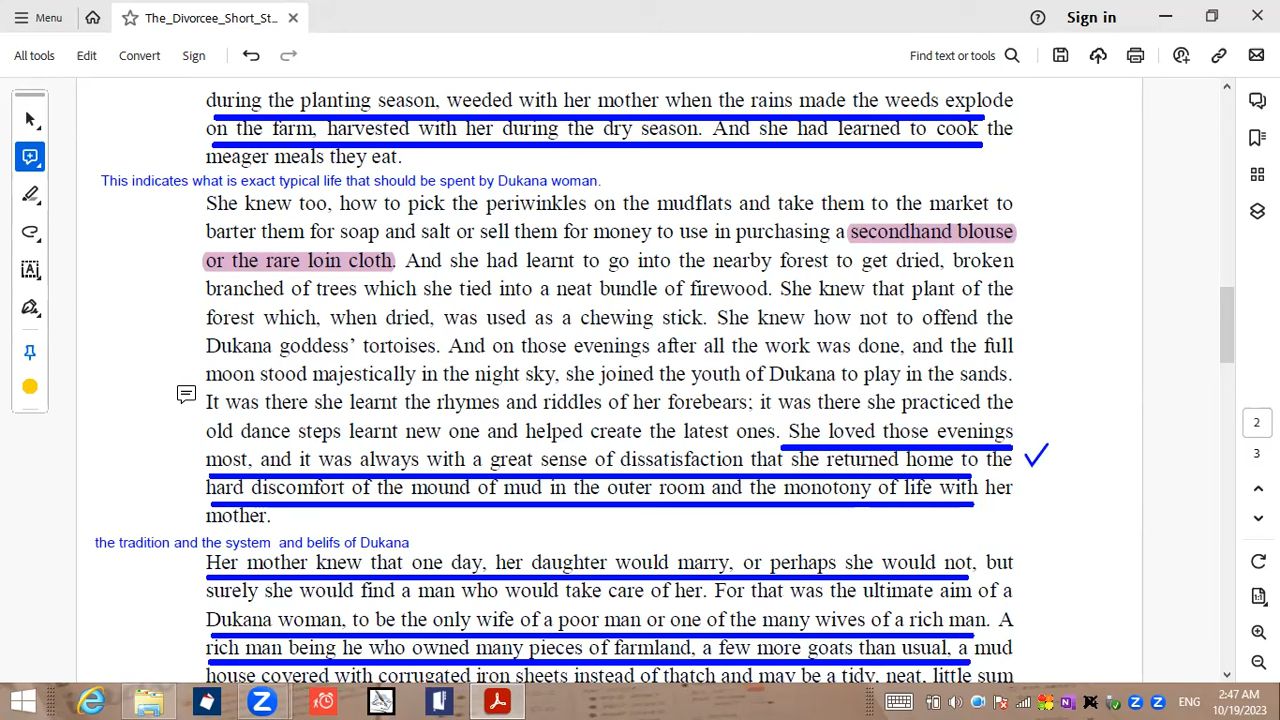 Menu
The_Divorcee_Short_St...
Sign in
All tools
Edit
Convert
Sign
Find text or tools
during the planting season, weeded with her mother when the rains made the weeds explode
on the farm, harvested with her during the dry season. And she had learned to cook the
meager meals they eat.
This indicates what is exact typical life that should be spent by Dukana woman.
She knew too, how to pick the periwinkles on the mudflats and take them to the market to
barter them for soap and salt or sell them for money to use in purchasing a secondhand blouse
or the rare loin cloth. And she had learnt to go into the nearby forest to get dried, broken
branched of trees which she tied into a neat bundle of firewood. She knew that plant of the
forest which, when dried, was used as a chewing stick. She knew how not to offend the
Dukana goddess’ tortoises. And on those evenings after all the work was done, and the full
moon stood majestically in the night sky, she joined the youth of Dukana to play in the sands.
It was there she learnt the rhymes and riddles of her forebears; it was there she practiced the
old dance steps learnt new one and helped create the latest ones. She loved those evenings
most, and it was always with a great sense of dissatisfaction that she returned home to the
hard discomfort of the mound of mud in the outer room and the monotony of life with her
mother.
the tradition and the system and belifs of Dukana
Her mother knew that one day, her daughter would marry, or perhaps she would not, but
surely she would find a man who would take care of her. For that was the ultimate aim of a
Dukana woman, to be the only wife of a poor man or one of the many wives of a rich man. A
rich man being he who owned many pieces of farmland, a few more goats than usual, a mud
house covered with corrugated iron sheets instead of thatch and may be a tidy, neat, little sum
2
3
ENG
2:47 AM
10/19/2023